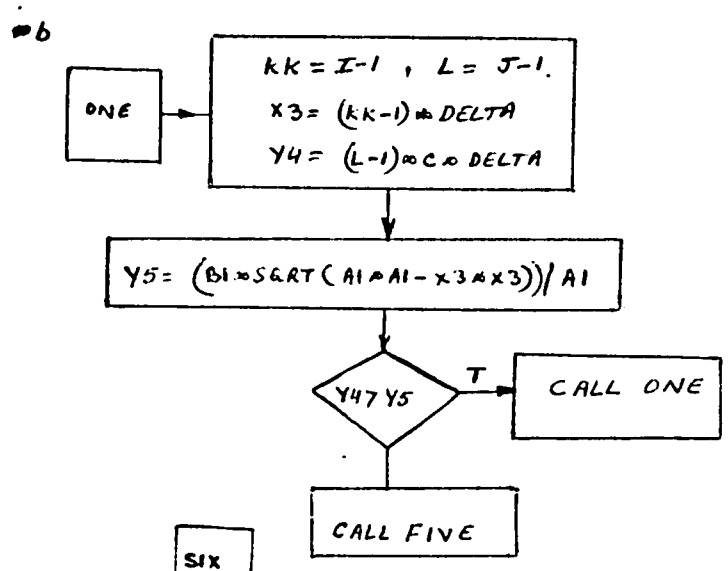 *b
ONE
KK = I-1 , L = J-1.
X3 = (KK-1) * DELTA
Y4 = (L-1) * C * DELTA
Y5 = (B1 * SQRT ( A1 * A1 - X3 * X3)) / A1
Y4 > Y5
T
CALL ONE
CALL FIVE
SIX